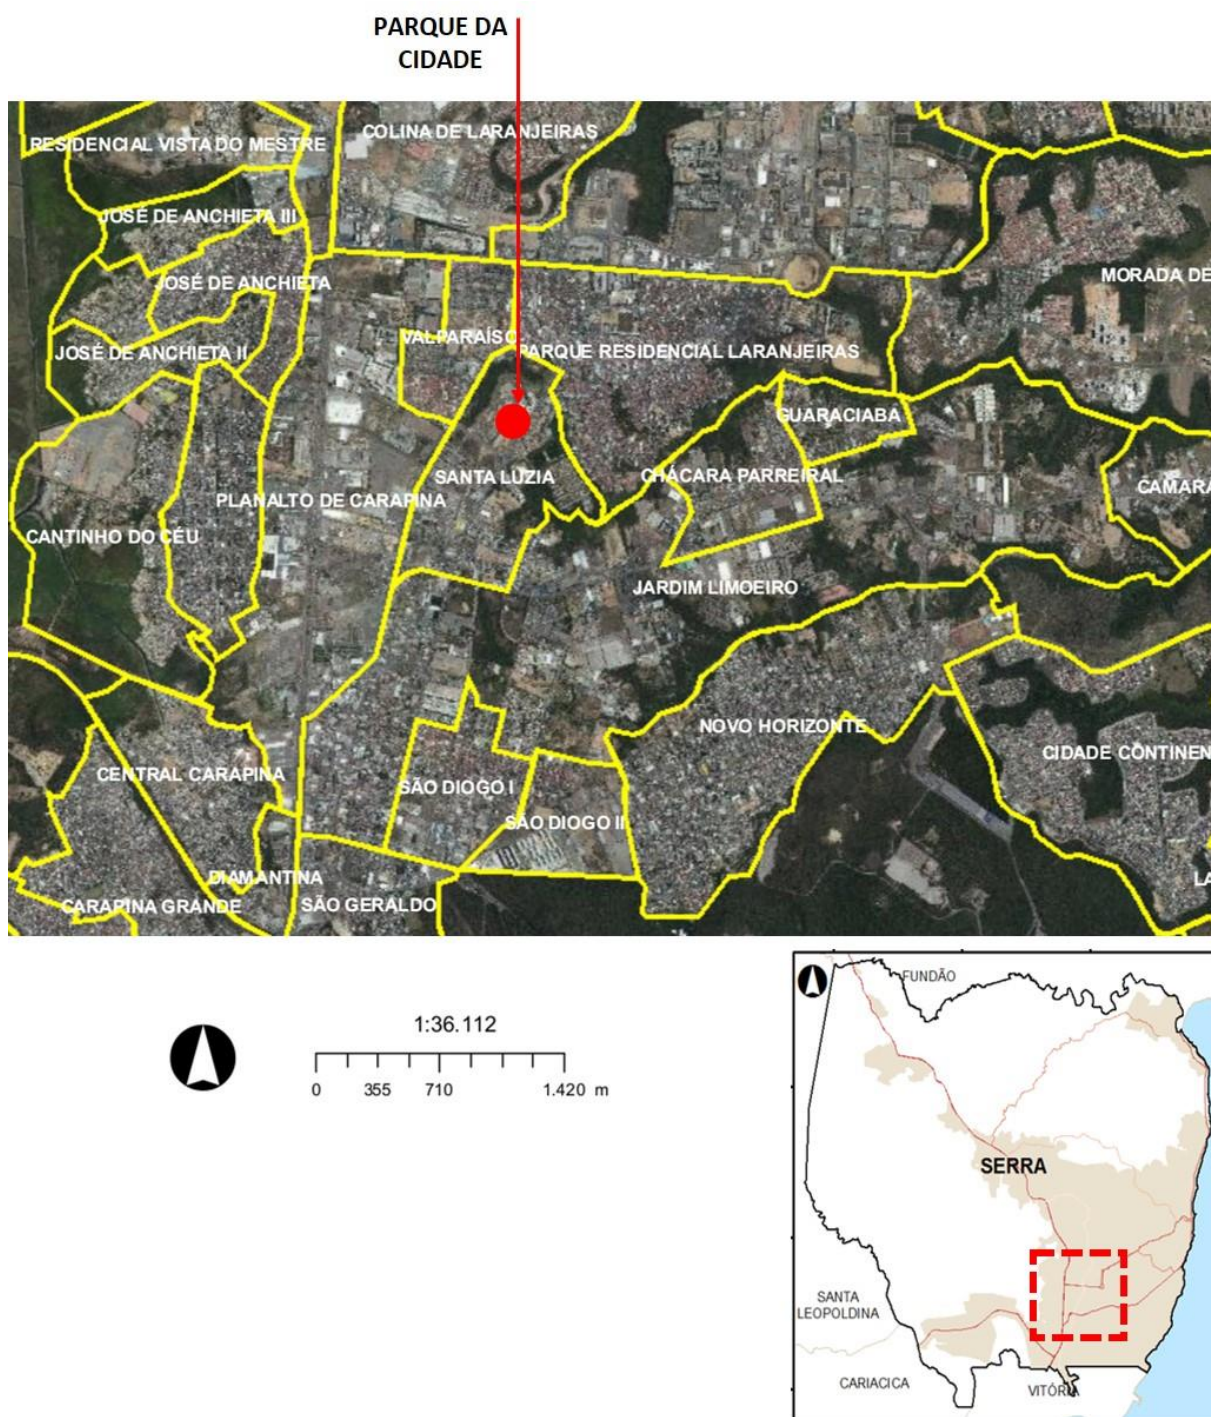 PARQUE DA
CIDADE
RESIDENCIAL VISTA DO MESTRE
COLINA DE LARANJEIRAS
JOSÉ DE ANCHIETA III
JOSÉ DE ANCHIETA
MORADA DE
VALPARAÍSO
JOSÉ DE ANCHIETA II
PARQUE RESIDENCIAL LARANJEIRAS
GUARACIABA
SANTA LUZIA
CHÁCARA PARREIRAL
CAMARÁ
PLANALTO DE CARAPINA
CANTINHO DO CÉU
JARDIM LIMOEIRO
NOVO HORIZONTE
CIDADE CONTINEN
CENTRAL CARAPINA
SÃO DIOGO I
SÃO DIOGO II
DIAMANTINA
LA
CARAPINA GRANDE
SÃO GERALDO
1:36.112
0 355 710 1.420 m
FUNDÃO
SERRA
SANTA
LEOPOLDINA
CARIACICA
VITÓRIA